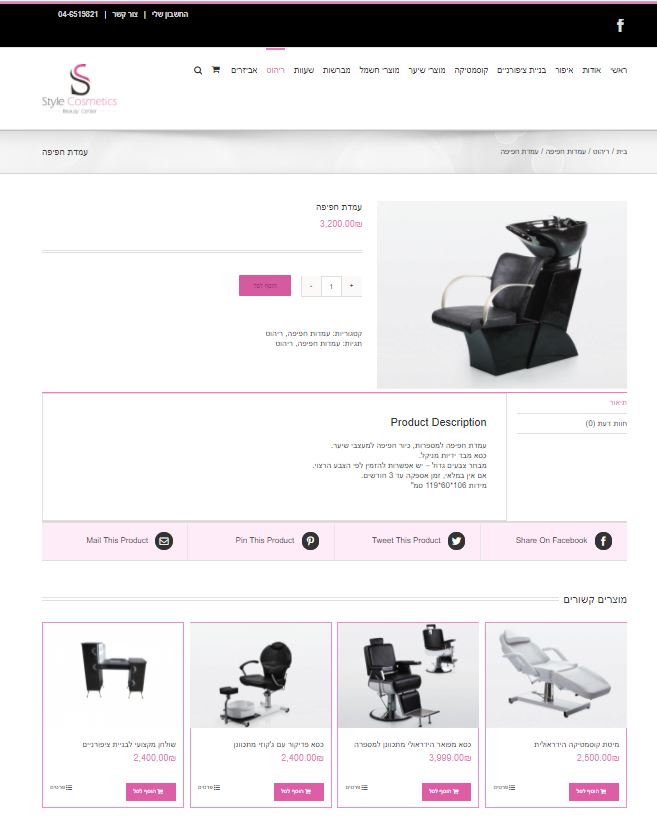 החשבון שלי | צור קשר | 04-6519821
Style Cosmetics
Beauty Center
ראשי אודות איפור בניית ציפורניים קוסמטיקה מוצרי שיער מוצרי חשמל מברשות שעוות ריהוט אביזרים
בית / ריהוט / עמדות חפיפה / עמדת חפיפה
עמדת חפיפה
עמדת חפיפה
₪3,200.00
+ 1 -
הוסף לסל
קטגוריות: עמדות חפיפה, ריהוט
תגיות: עמדות חפיפה, ריהוט
תיאור
חוות דעת (0)
Product Description
עמדת חפיפה למספרות, כיור חפיפה למעצבי שיער.
כסא מבד ידיות מניקל.
מבחר צבעים גדול – יש אפשרות להזמין לפי הצבע הרצוי.
אם אין במלאי, זמן אספקה עד 3 חודשים.
מידות 106*60*119 סמ"
Share On Facebook
Tweet This Product
Pin This Product
Mail This Product
מוצרים קשורים
מיטת קוסמטיקה הידראולית
₪2,500.00
הוסף לסל
פרטים
כסא מפואר הידראולי מתכוונן למספרה
₪3,999.00
הוסף לסל
פרטים
כסא פדיקור עם ג'קוזי מתכוונן
₪2,400.00
הוסף לסל
פרטים
שולחן מקצועי לבניית ציפורניים
₪2,400.00
הוסף לסל
פרטים